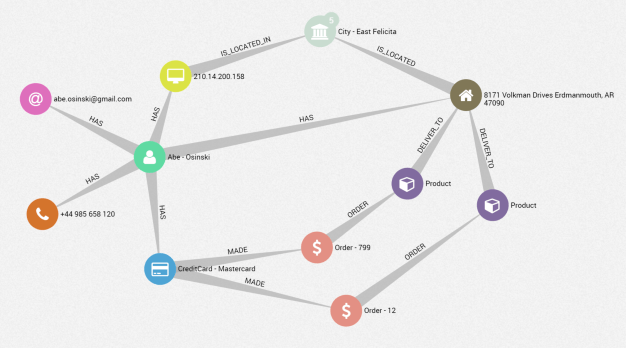 5
City - East Felicita
IS_LOCATED_IN
IS_LOCATED
210.14.200.158
@
abe.osinski@gmail.com
8171 Volkman Drives Erdmanmouth, AR
47090
HAS
HAS
HAS
DELIVER_TO
DELIVER_TO
Abe - Osinski
HAS
Product
Product
+44 985 658 120
HAS
ORDER
ORDER
MADE
$
Order - 799
CreditCard - Mastercard
MADE
$
Order - 12